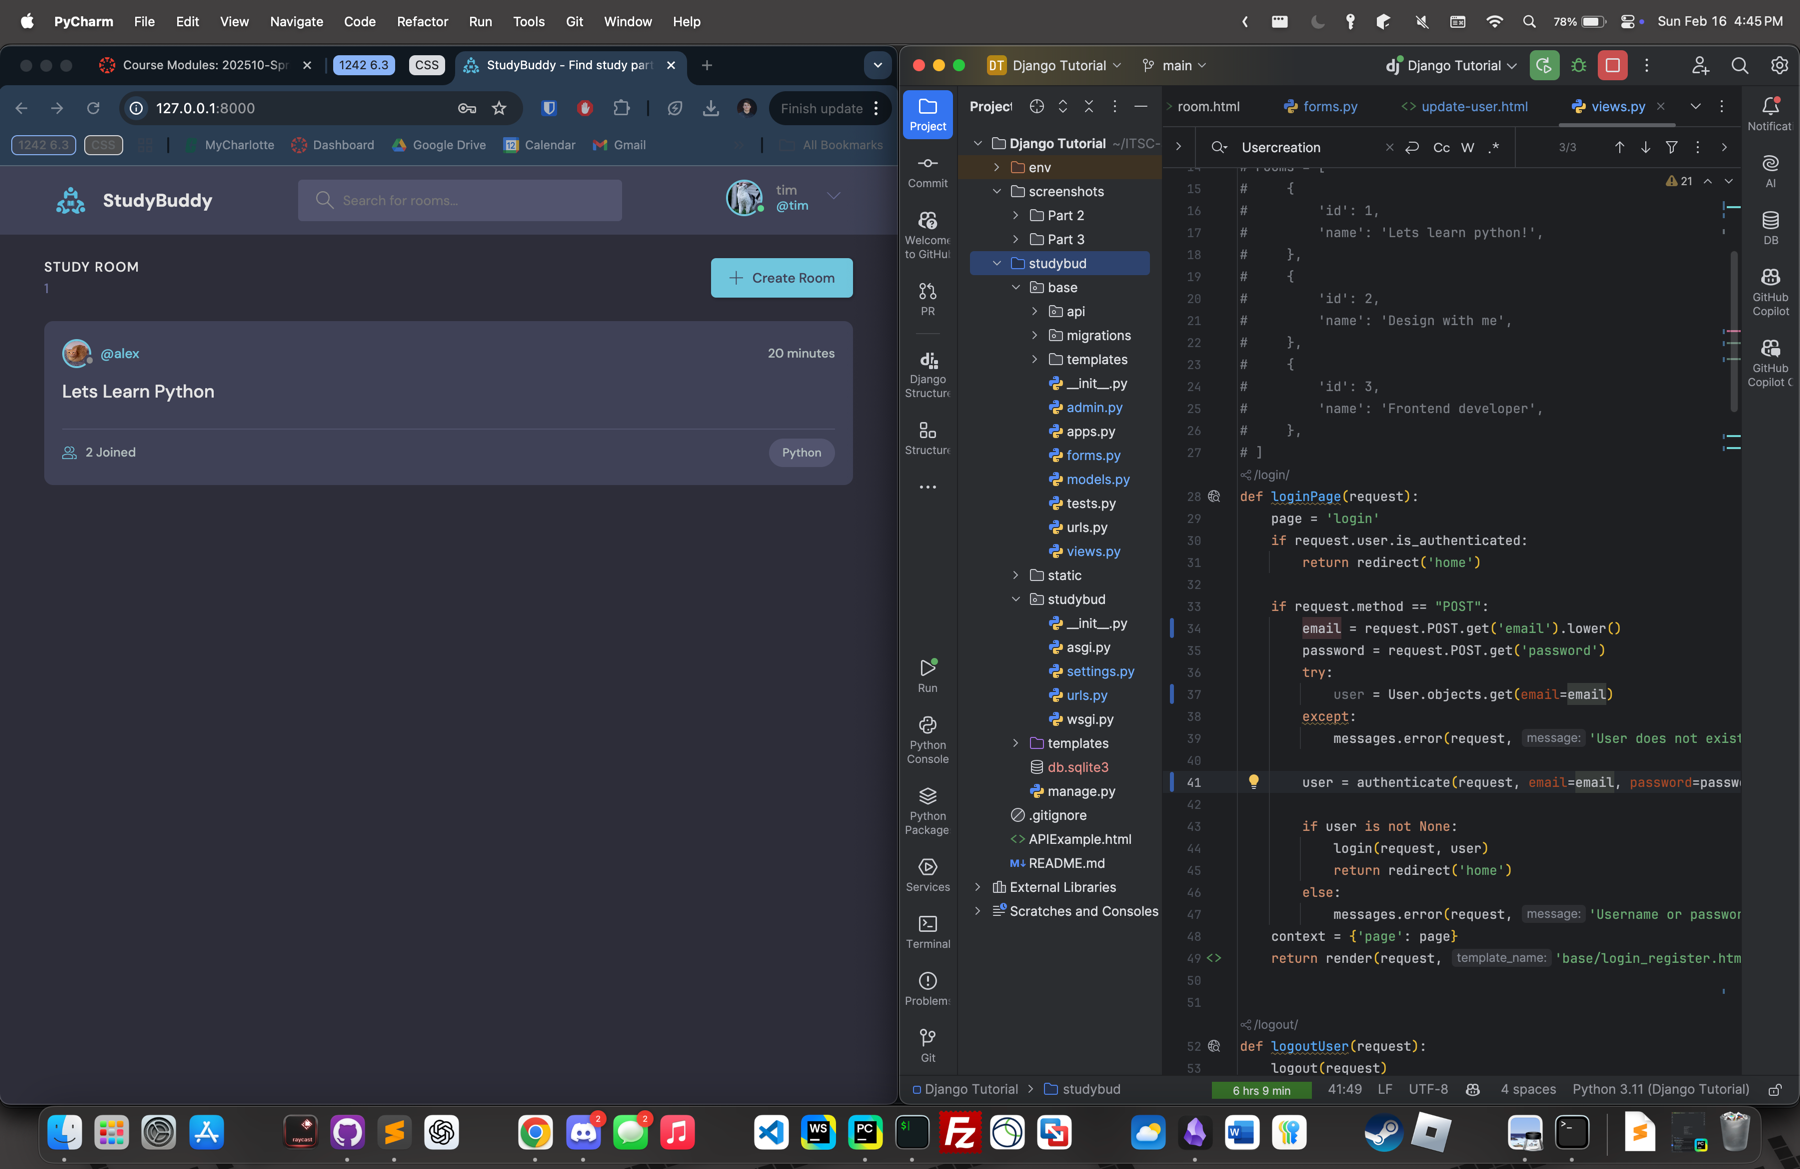 PyCharm File Edit View Navigate Code Refactor Run Tools Git Window Help
78% Sun Feb 16 4:45 PM
Course Modules: 202510-Spr
1242 6.3
CSS
StudyBuddy - Find study part
127.0.0.1:8000
Finish update
1242 6.3
CSS
MyCharlotte
Dashboard
Google Drive
Calendar
Gmail
All Bookmarks
StudyBuddy
Search for rooms...
tim
@tim
STUDY ROOM
1
Create Room
@alex
20 minutes
Lets Learn Python
2 Joined
Python
DT Django Tutorial
main
dj Django Tutorial
Project
Commit
Welcome
to GitHu
PR
Django
Structure
Structure
Run
Python
Console
Python
Package
Services
Terminal
Problem
Git
Project
Django Tutorial ~/ITSC-
env
screenshots
Part 2
Part 3
studybud
base
api
migrations
templates
__init__.py
admin.py
apps.py
forms.py
models.py
tests.py
urls.py
views.py
static
studybud
__init__.py
asgi.py
settings.py
urls.py
wsgi.py
templates
db.sqlite3
manage.py
.gitignore
APIExample.html
README.md
External Libraries
Scratches and Consoles
room.html
forms.py
update-user.html
views.py
Usercreation
Cc W .*
3/3
21
14 # rooms = [
15 # {
16 # 'id': 1,
17 # 'name': 'Lets learn python!',
18 # },
19 # {
20 # 'id': 2,
21 # 'name': 'Design with me',
22 # },
23 # {
24 # 'id': 3,
25 # 'name': 'Frontend developer',
26 # },
27 # ]
/login/
28 def loginPage(request):
29 page = 'login'
30 if request.user.is_authenticated:
31 return redirect('home')
32
33 if request.method == "POST":
34 email = request.POST.get('email').lower()
35 password = request.POST.get('password')
36 try:
37 user = User.objects.get(email=email)
38 except:
39 messages.error(request, message: 'User does not exist
40
41 user = authenticate(request, email=email, password=passw
42
43 if user is not None:
44 login(request, user)
45 return redirect('home')
46 else:
47 messages.error(request, message: 'Username or passwor
48 context = {'page': page}
49 return render(request, template_name: 'base/login_register.htm
50
51
/logout/
52 def logoutUser(request):
53 logout(request)
Notificat
AI
DB
GitHub
Copilot
GitHub
Copilot C
Django Tutorial
studybud
6 hrs 9 min
41:49
LF
UTF-8
4 spaces
Python 3.11 (Django Tutorial)
raycast
2
2
WS
PC
Fz